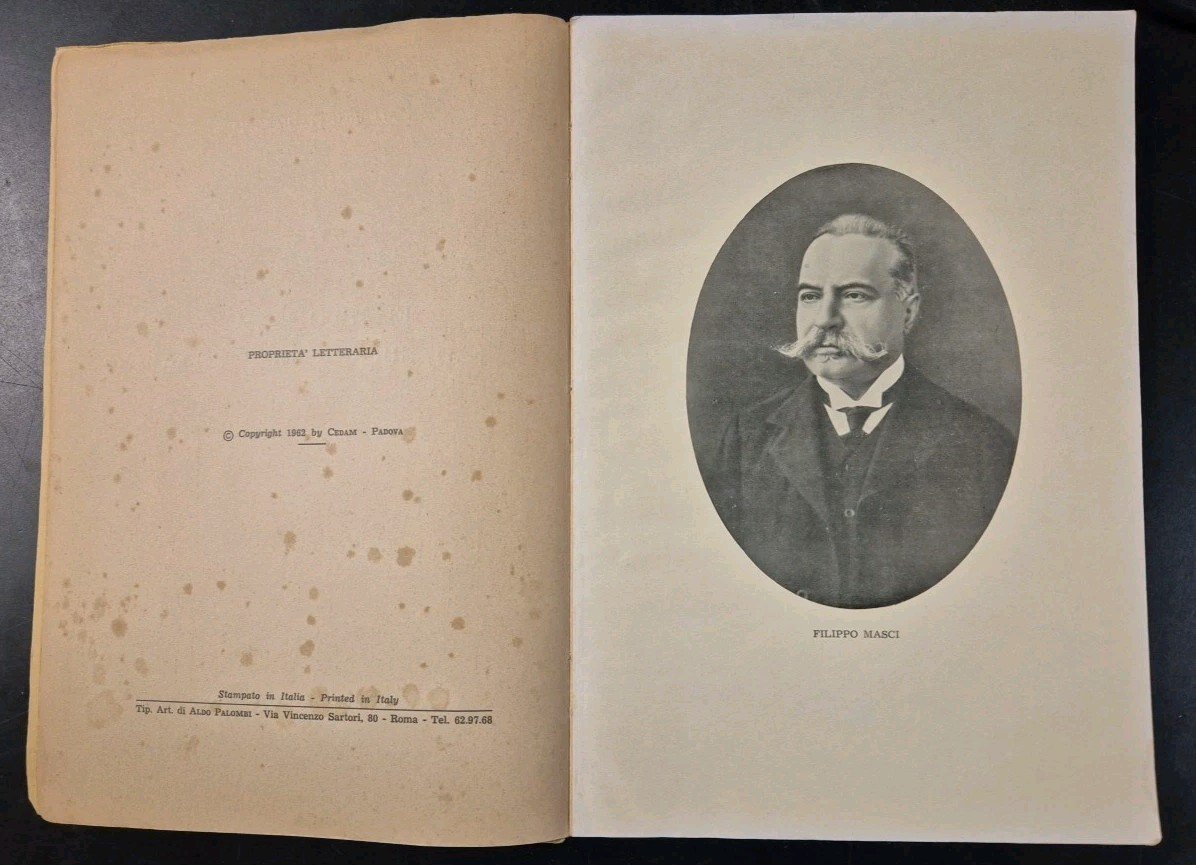 PROPRIETA' LETTERARIA
© Copyright 1962 by CEDAM - PADOVA
Stampato in Italia - Printed in Italy
Tip. Art. di ALDO PALOMBI - Via Vincenzo Sartori, 80 - Roma - Tel. 62.97.68
FILIPPO MASCI